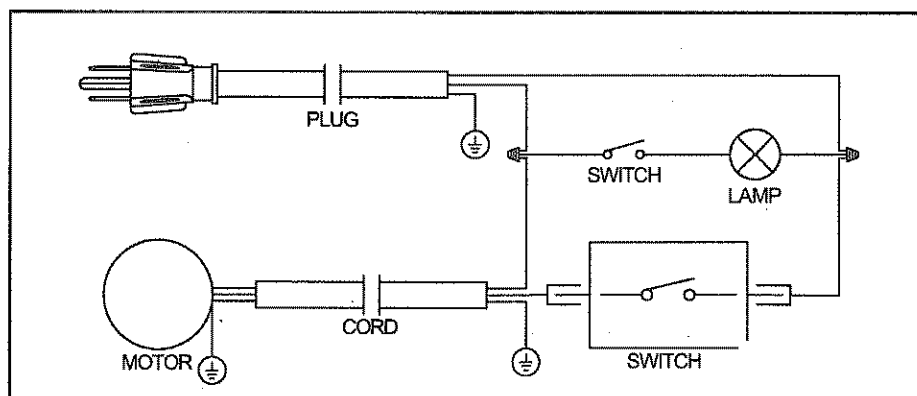 PLUG
SWITCH
LAMP
CORD
MOTOR
SWITCH